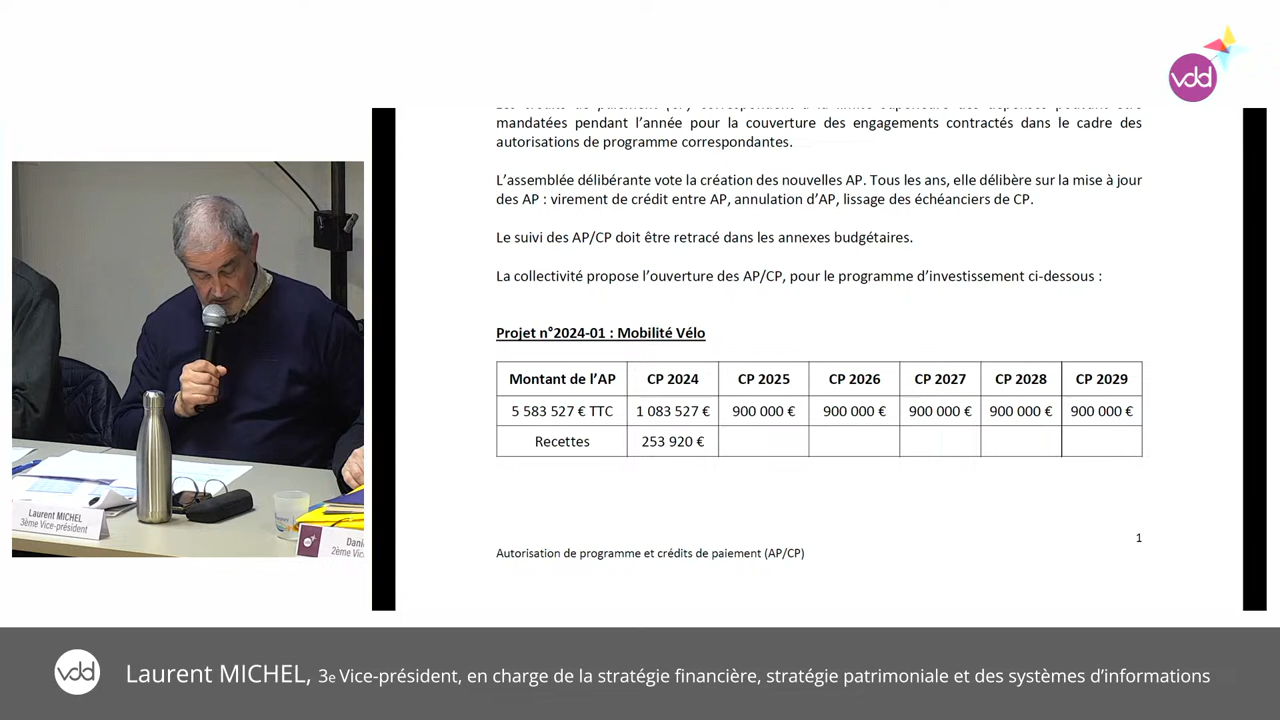 vdd
mandatées pendant l'année pour la couverture des engagements contractés dans le cadre des
autorisations de programme correspondantes.
L'assemblée délibérante vote la création des nouvelles AP. Tous les ans, elle délibère sur la mise à jour
des AP : virement de crédit entre AP, annulation d'AP, lissage des échéanciers de CP.
Le suivi des AP/CP doit être retracé dans les annexes budgétaires.
La collectivité propose l'ouverture des AP/CP, pour le programme d'investissement ci-dessous :
Projet n°2024-01 : Mobilité Vélo
Montant de l'AP CP 2024 CP 2025 CP 2026 CP 2027 CP 2028 CP 2029
5 583 527 € TTC 1 083 527 € 900 000 € 900 000 € 900 000 € 900 000 € 900 000 €
Recettes 253 920 €
1
Autorisation de programme et crédits de paiement (AP/CP)
Laurent MICHEL
3ème Vice-président
Dani
2ème Vic
vdd
Laurent MICHEL, 3e Vice-président, en charge de la stratégie financière, stratégie patrimoniale et des systèmes d'informations